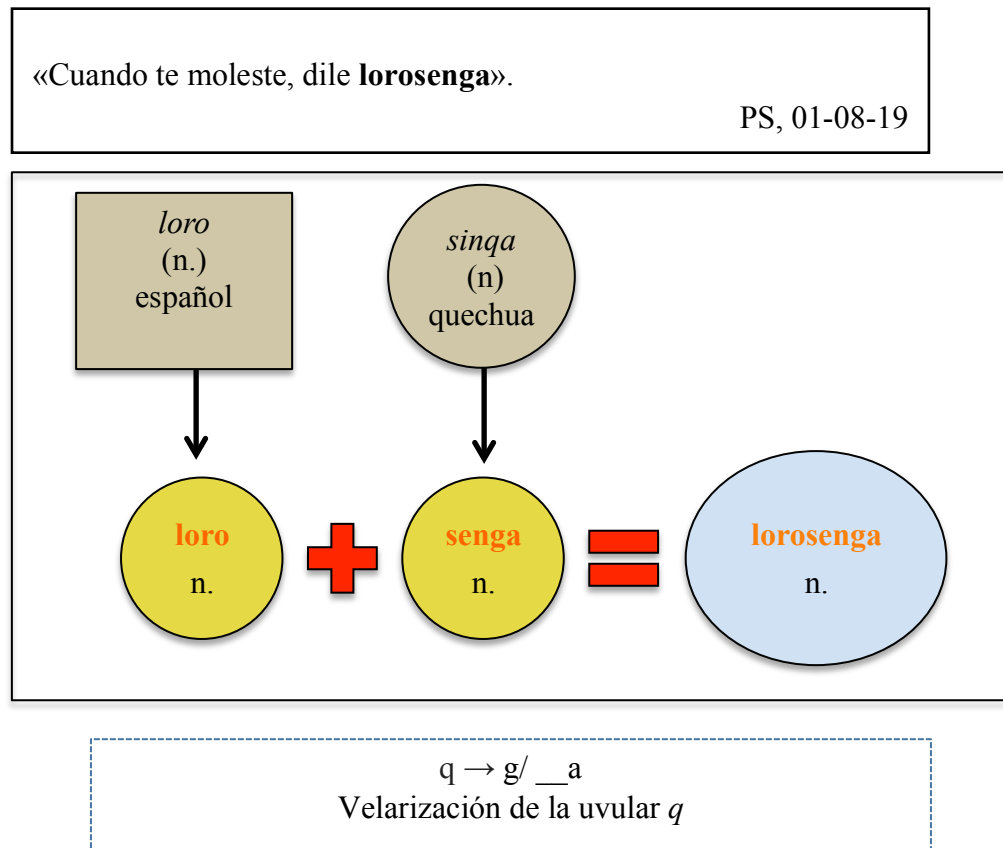 «Cuando te moleste, dile lorosenga».
PS, 01-08-19
loro
(n.)
español
sinqa
(n)
quechua
loro
n.
senga
n.
lorosenga
n.
q → g/ __a
Velarización de la uvular q